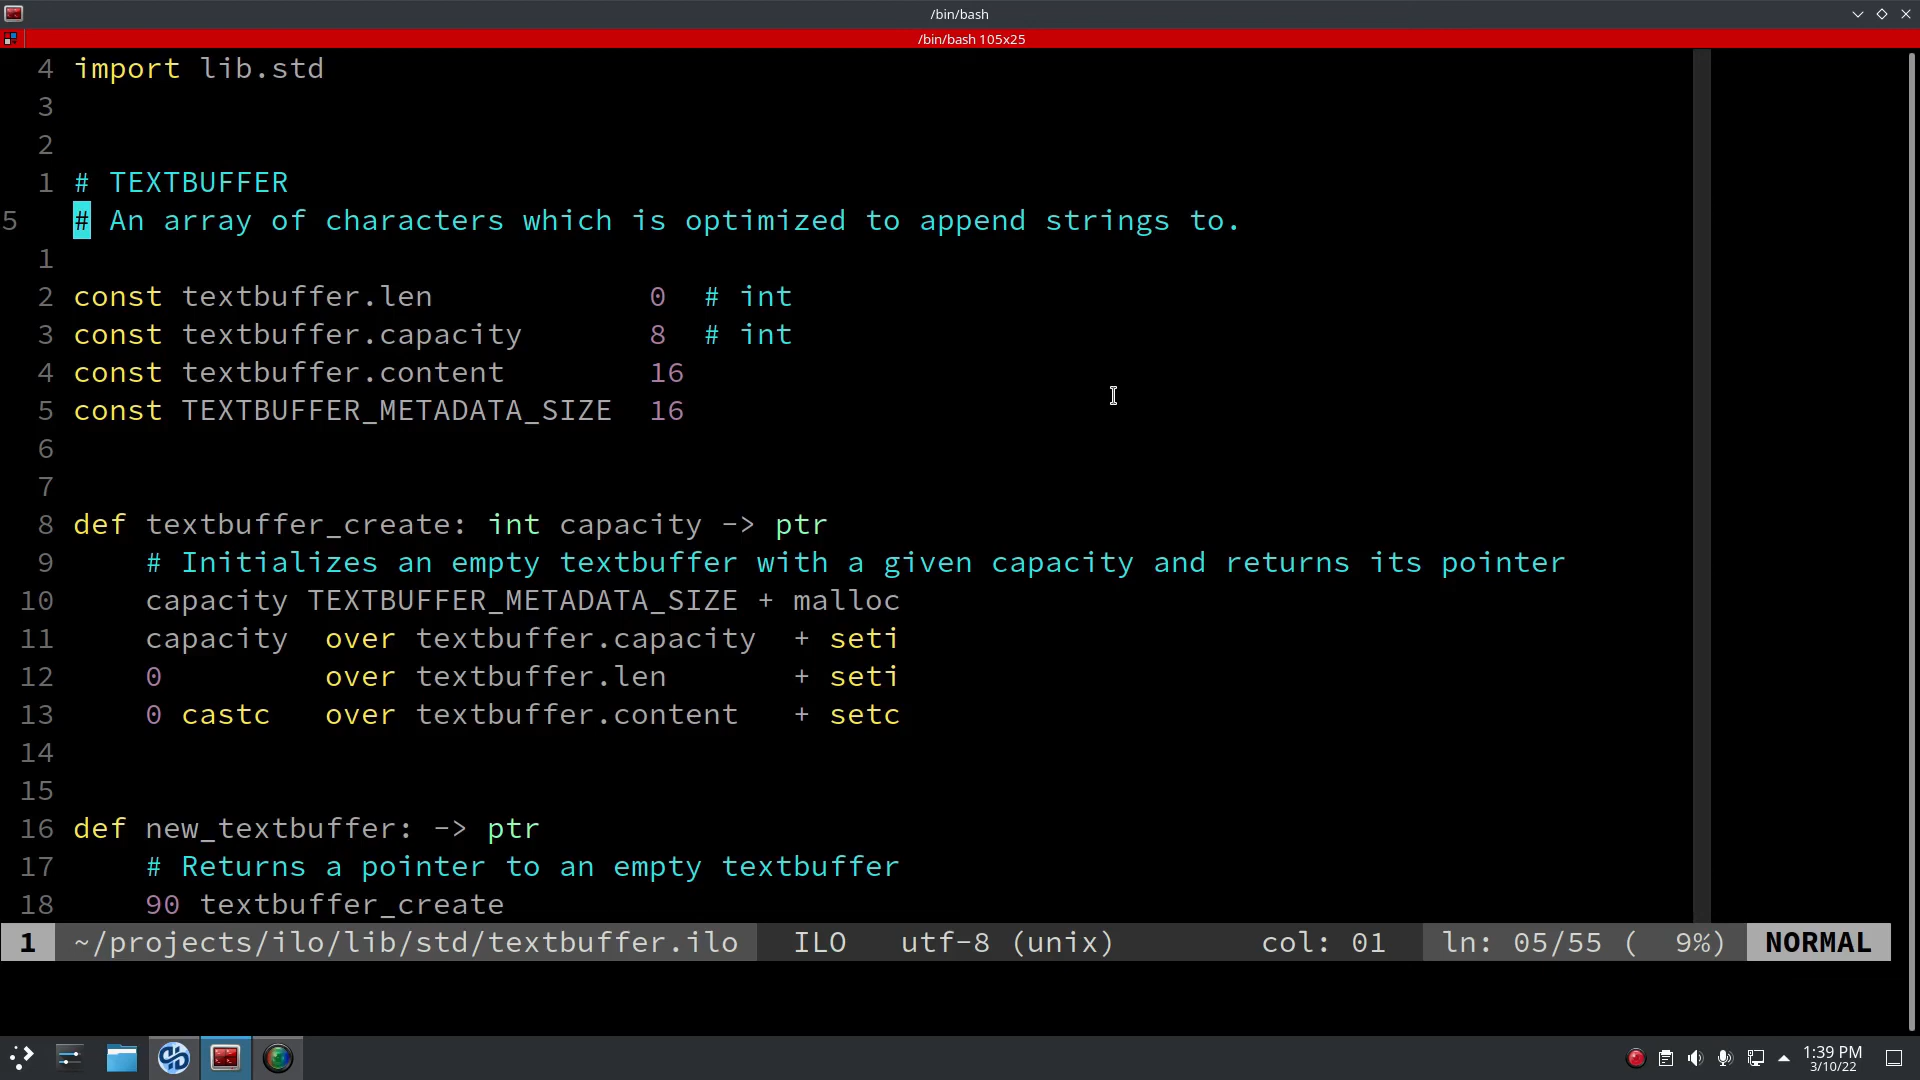 /bin/bash
/bin/bash 105x25
4 import lib.std
3
2
1 # TEXTBUFFER
5 # An array of characters which is optimized to append strings to.
1
2 const textbuffer.len 0 # int
3 const textbuffer.capacity 8 # int
4 const textbuffer.content 16
5 const TEXTBUFFER_METADATA_SIZE 16
6
7
8 def textbuffer_create: int capacity -> ptr
9 # Initializes an empty textbuffer with a given capacity and returns its pointer
10 capacity TEXTBUFFER_METADATA_SIZE + malloc
11 capacity over textbuffer.capacity + seti
12 0 over textbuffer.len + seti
13 0 castc over textbuffer.content + setc
14
15
16 def new_textbuffer: -> ptr
17 # Returns a pointer to an empty textbuffer
18 90 textbuffer_create
1 ~/projects/ilo/lib/std/textbuffer.ilo ILO utf-8 (unix) col: 01 ln: 05/55 ( 9%) NORMAL
1:39 PM
3/10/22